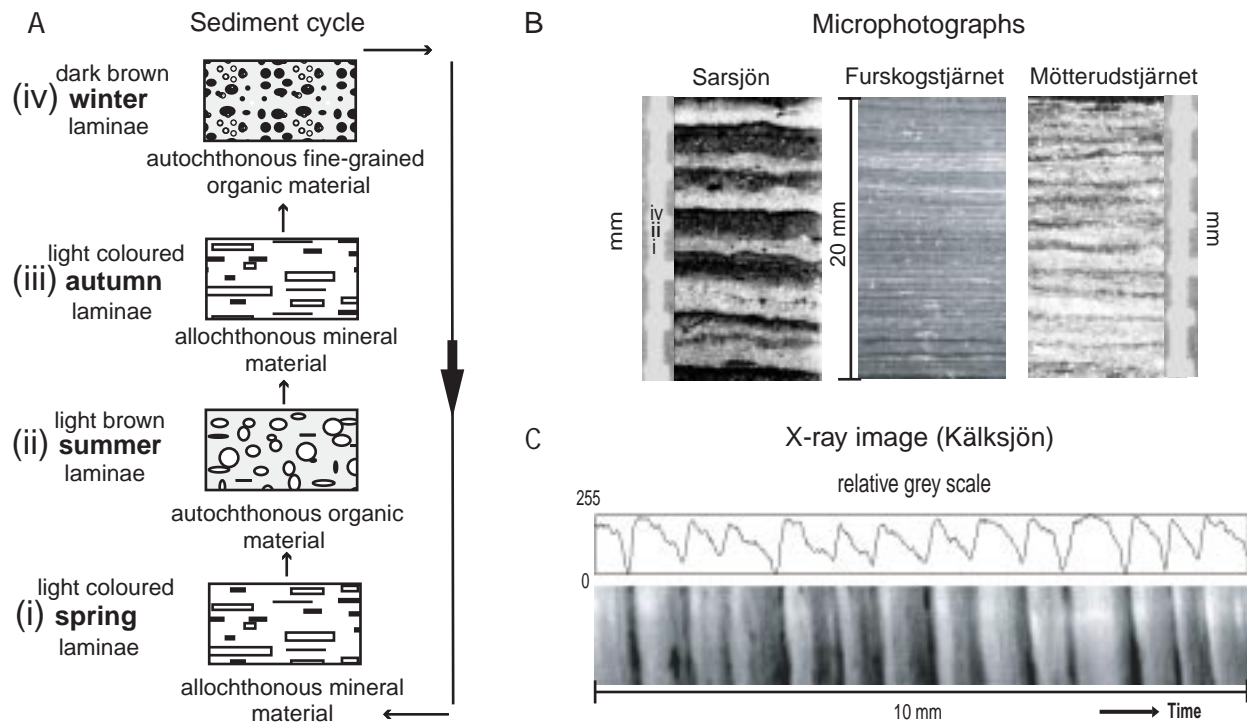 A
Sediment cycle
dark brown
(iv) winter
laminae
autochthonous fine-grained
organic material
light coloured
(iii) autumn
laminae
allochthonous mineral
material
light brown
(ii) summer
laminae
autochthonous organic
material
light coloured
(i) spring
laminae
allochthonous mineral
material
B
Microphotographs
Sarsjön
Furskogstjärnet
Mötterudstjärnet
mm
iv
ii
i
20 mm
mm
C
X-ray image (Kälksjön)
relative grey scale
255
0
10 mm
Time